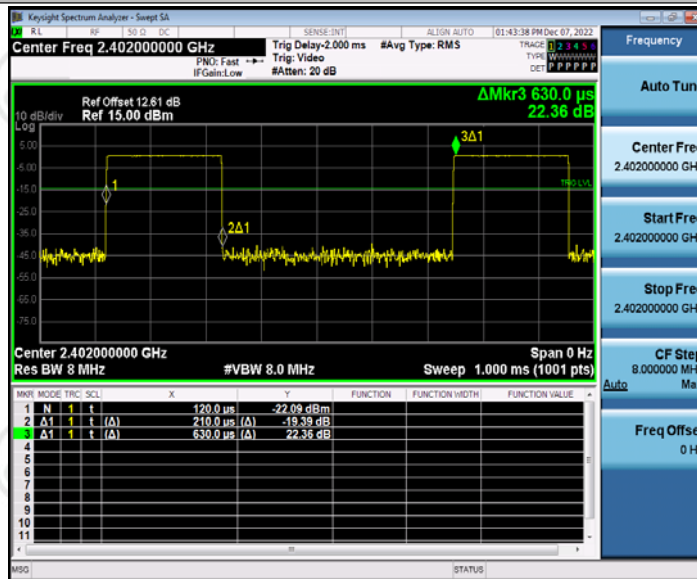 Keysight Spectrum Analyzer - Swept SA
RL RF 50 Ω DC SENSE:INT ALIGN AUTO 01:43:38 PM Dec 07, 2022
Center Freq 2.402000000 GHz
PNO: Fast
IFGain:Low
Trig Delay-2.000 ms
Trig: Video
#Atten: 20 dB
#Avg Type: RMS
TRACE 1 2 3 4 5 6
TYPE WWWWWW
DET P P P P P P
ΔMkr3 630.0 µs
22.36 dB
Ref Offset 12.61 dB
10 dB/div Ref 15.00 dBm
Log
5.00
-5.00
-15.0
-25.0
-35.0
-45.0
-55.0
-65.0
-75.0
1
2Δ1
3Δ1
TRIG LVL
Center 2.402000000 GHz Span 0 Hz
Res BW 8 MHz #VBW 8.0 MHz Sweep 1.000 ms (1001 pts)
MKR MODE TRC SCL X Y FUNCTION FUNCTION WIDTH FUNCTION VALUE
1 N 1 t 120.0 µs -22.09 dBm
2 Δ1 1 t (Δ) 210.0 µs (Δ) -19.39 dB
3 Δ1 1 t (Δ) 630.0 µs (Δ) 22.36 dB
4
5
6
7
8
9
10
11
MSG STATUS
Frequency
Auto Tun
Center Fre
2.402000000 GH
Start Fre
2.402000000 GH
Stop Fre
2.402000000 GH
CF Step
8.000000 MH
Auto Ma
Freq Offse
0 H